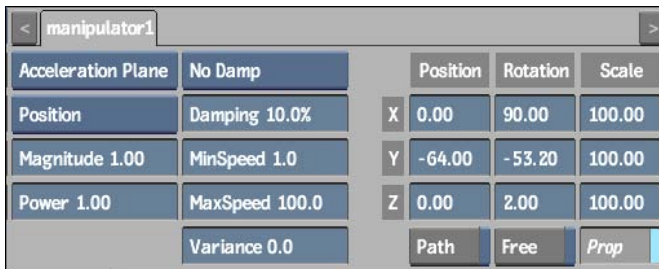 < manipulator1 >
Acceleration Plane No Damp Position Rotation Scale
Position Damping 10.0% X 0.00 90.00 100.00
Magnitude 1.00 MinSpeed 1.0 Y -64.00 -53.20 100.00
Power 1.00 MaxSpeed 100.0 Z 0.00 2.00 100.00
Variance 0.0 Path Free Prop